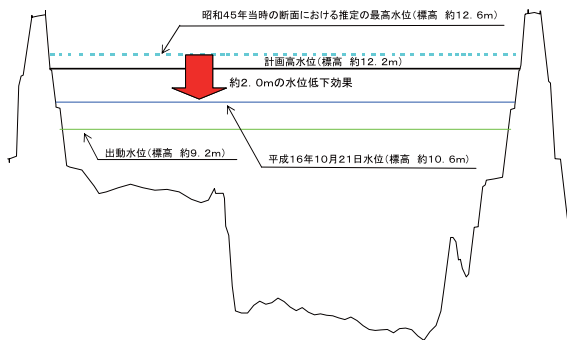 昭和45年当時の断面における推定の最高水位(標高　約12.6m)
計画高水位(標高　約12.2m)
約2.0mの水位低下効果
出動水位(標高　約9.2m)
平成16年10月21日水位(標高　約10.6m)